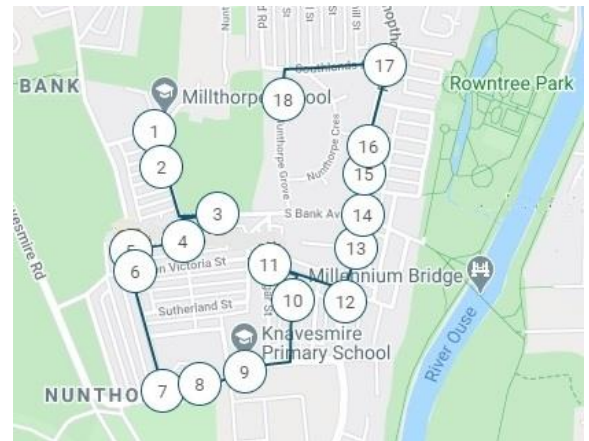 BANK
Millthorpe School
Rowntree Park
Southlands
Nunthorpe Grove
Nunthorpe Cres
S Bank Av
Victoria St
Sutherland St
Millennium Bridge
Knavesmire
Primary School
River Ouse
NUNTHO
1
2
3
4
5
6
7
8
9
10
11
12
13
14
15
16
17
18